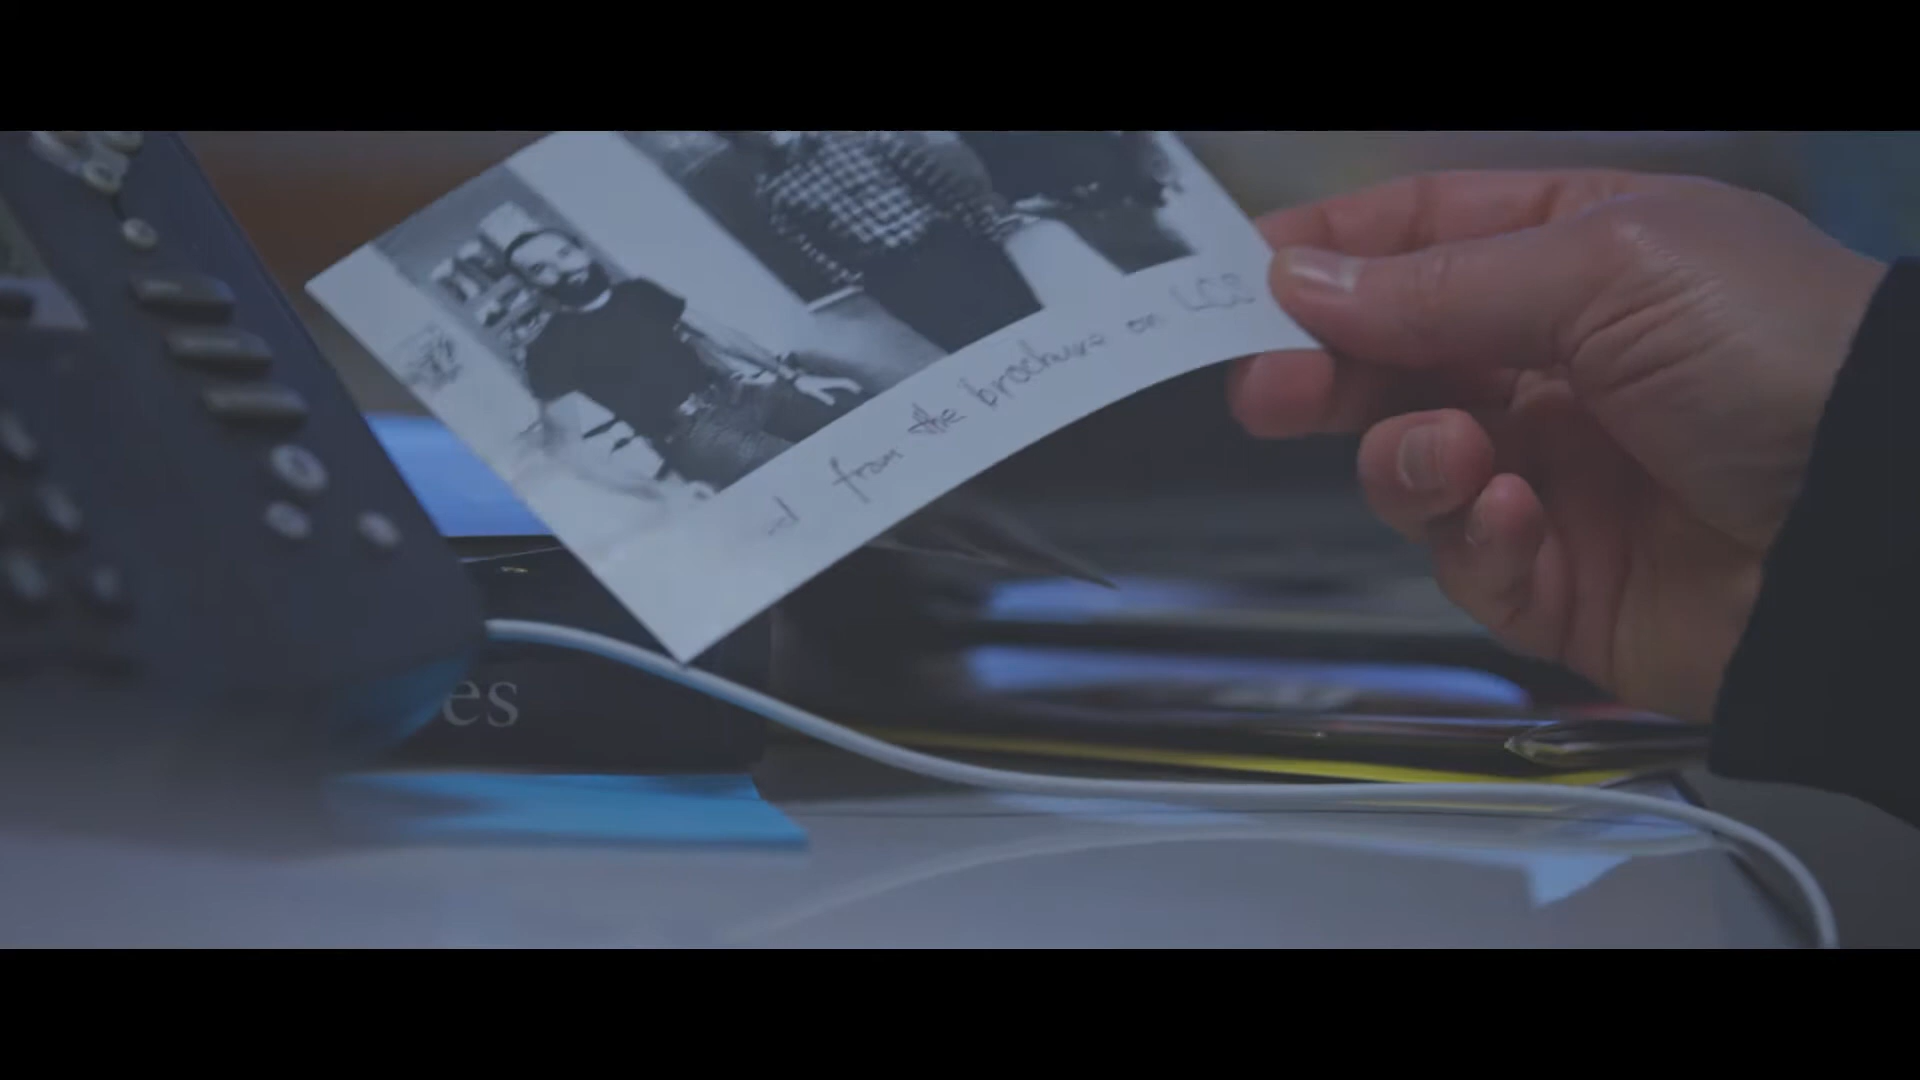 from the brochure on
es